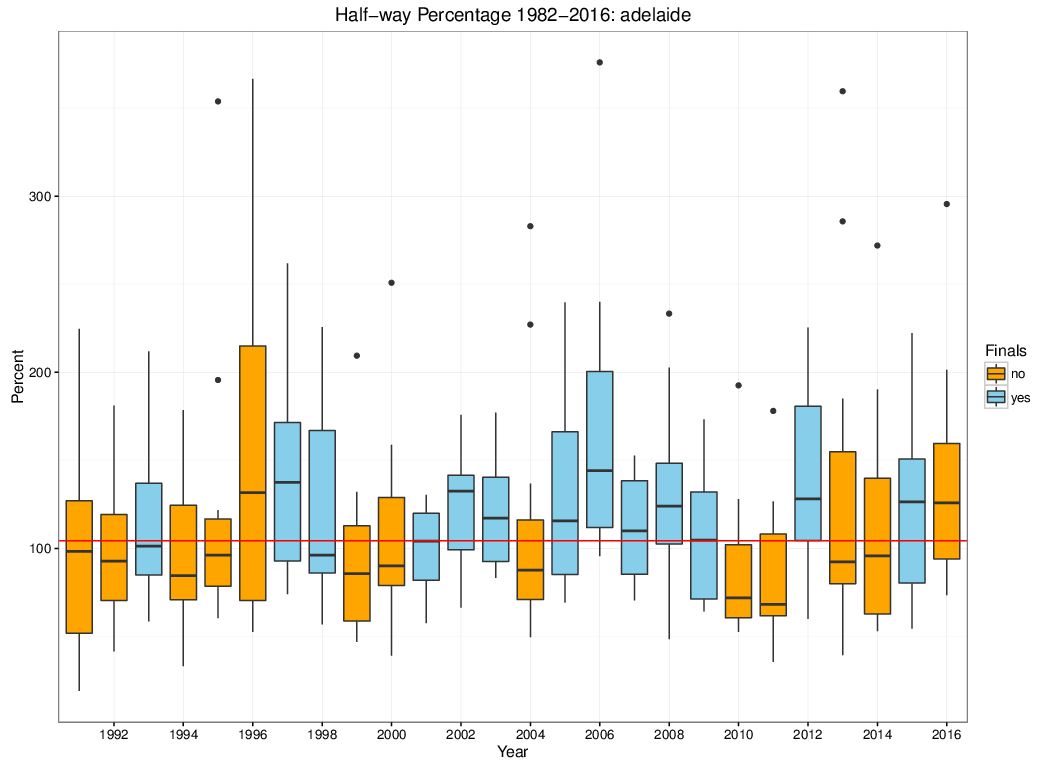 Half−way Percentage 1982−2016: adelaide
Percent
300
200
100
1992 1994 1996 1998 2000 2002 2004 2006 2008 2010 2012 2014 2016
Year
Finals
no
yes